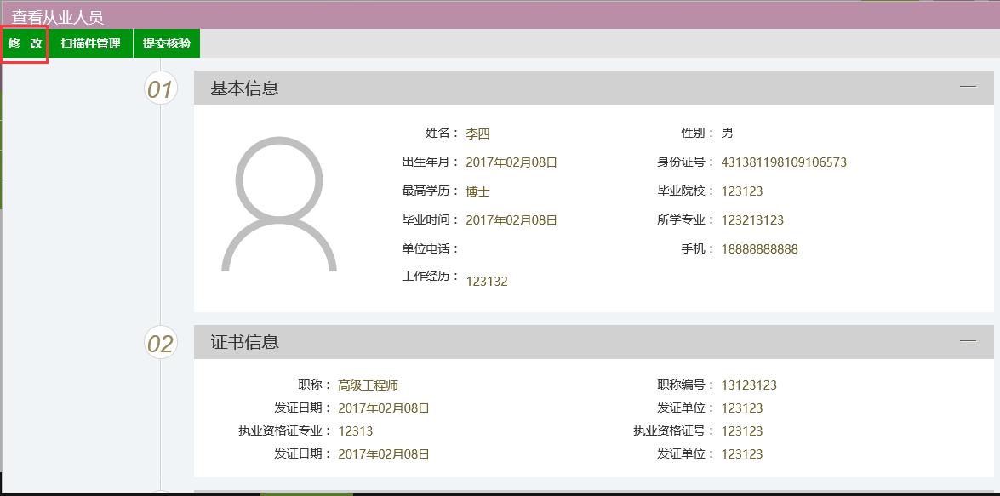 查看从业人员
修 改 扫描件管理 提交核验
01 基本信息
姓名： 李四 性别： 男
出生年月： 2017年02月08日 身份证号： 431381198109106573
最高学历： 博士 毕业院校： 123123
毕业时间： 2017年02月08日 所学专业： 123213123
单位电话： 手机： 18888888888
工作经历： 123132
02 证书信息
职称： 高级工程师 职称编号： 13123123
发证日期： 2017年02月08日 发证单位： 123123
执业资格证专业： 12313 执业资格证号： 123123
发证日期： 2017年02月08日 发证单位： 123123